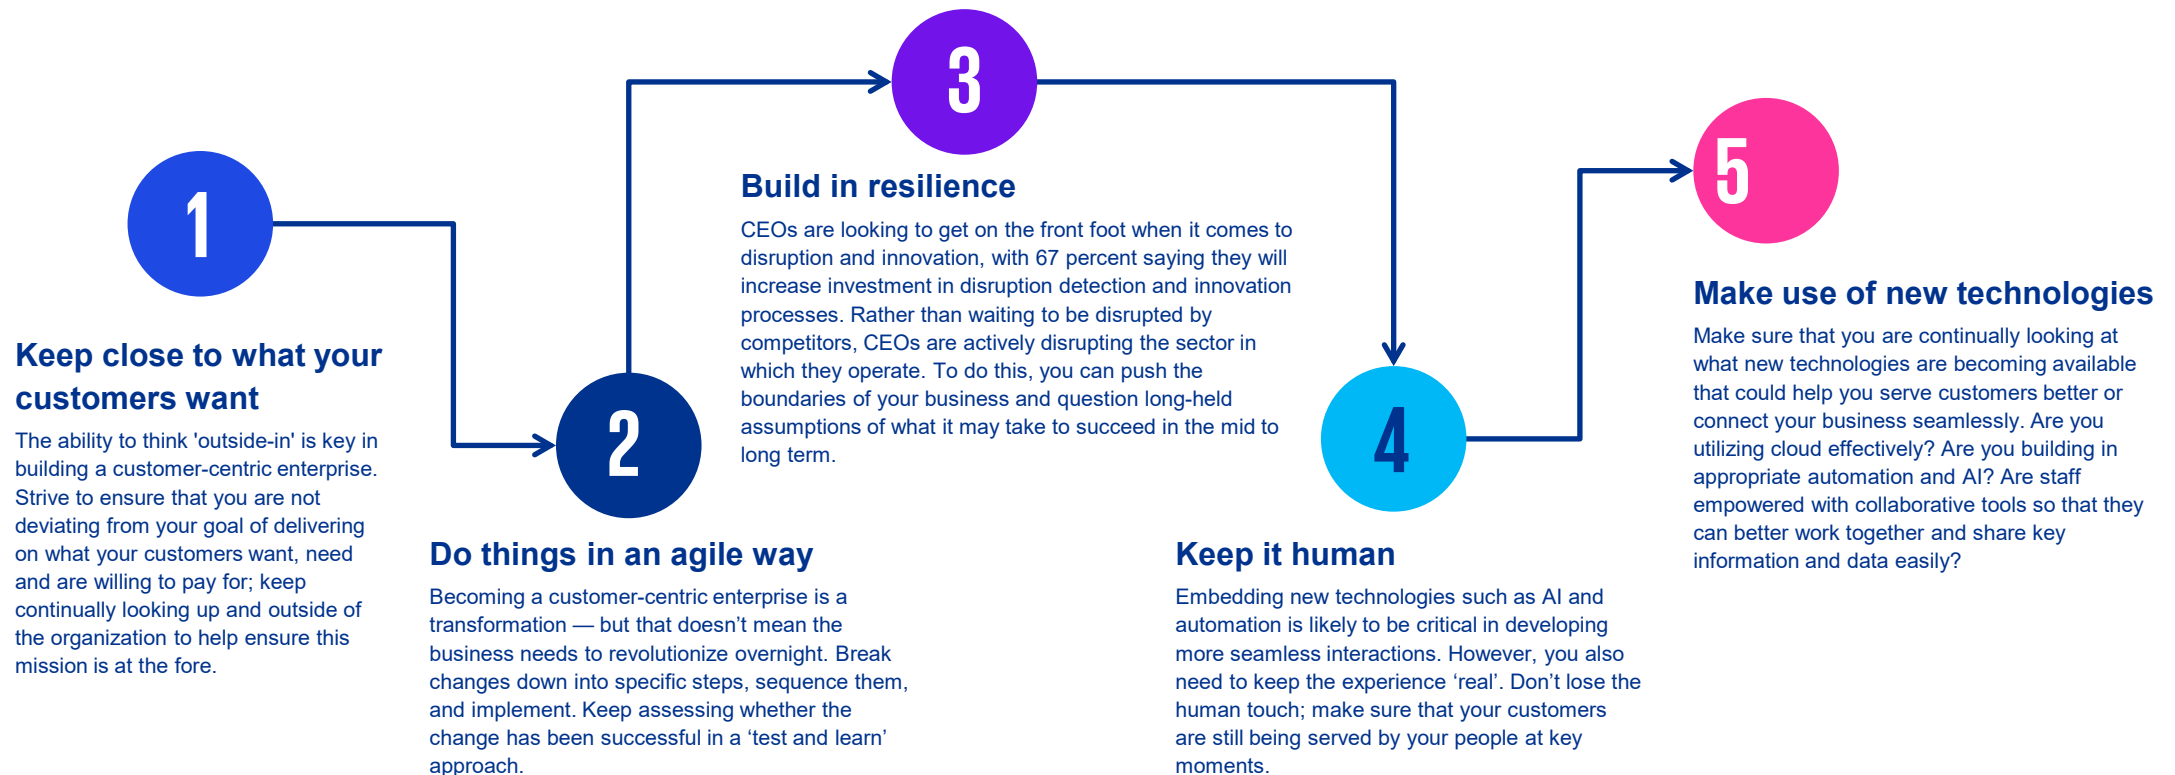 1
Keep close to what your
customers want
The ability to think 'outside-in' is key in
building a customer-centric enterprise.
Strive to ensure that you are not
deviating from your goal of delivering
on what your customers want, need
and are willing to pay for; keep
continually looking up and outside of
the organization to help ensure this
mission is at the fore.
2
Do things in an agile way
Becoming a customer-centric enterprise is a
transformation — but that doesn’t mean the
business needs to revolutionize overnight. Break
changes down into specific steps, sequence them,
and implement. Keep assessing whether the
change has been successful in a ‘test and learn’
approach.
3
Build in resilience
CEOs are looking to get on the front foot when it comes to
disruption and innovation, with 67 percent saying they will
increase investment in disruption detection and innovation
processes. Rather than waiting to be disrupted by
competitors, CEOs are actively disrupting the sector in
which they operate. To do this, you can push the
boundaries of your business and question long-held
assumptions of what it may take to succeed in the mid to
long term.
4
Keep it human
Embedding new technologies such as AI and
automation is likely to be critical in developing
more seamless interactions. However, you also
need to keep the experience ‘real’. Don’t lose the
human touch; make sure that your customers
are still being served by your people at key
moments.
5
Make use of new technologies
Make sure that you are continually looking at
what new technologies are becoming available
that could help you serve customers better or
connect your business seamlessly. Are you
utilizing cloud effectively? Are you building in
appropriate automation and AI? Are staff
empowered with collaborative tools so that they
can better work together and share key
information and data easily?